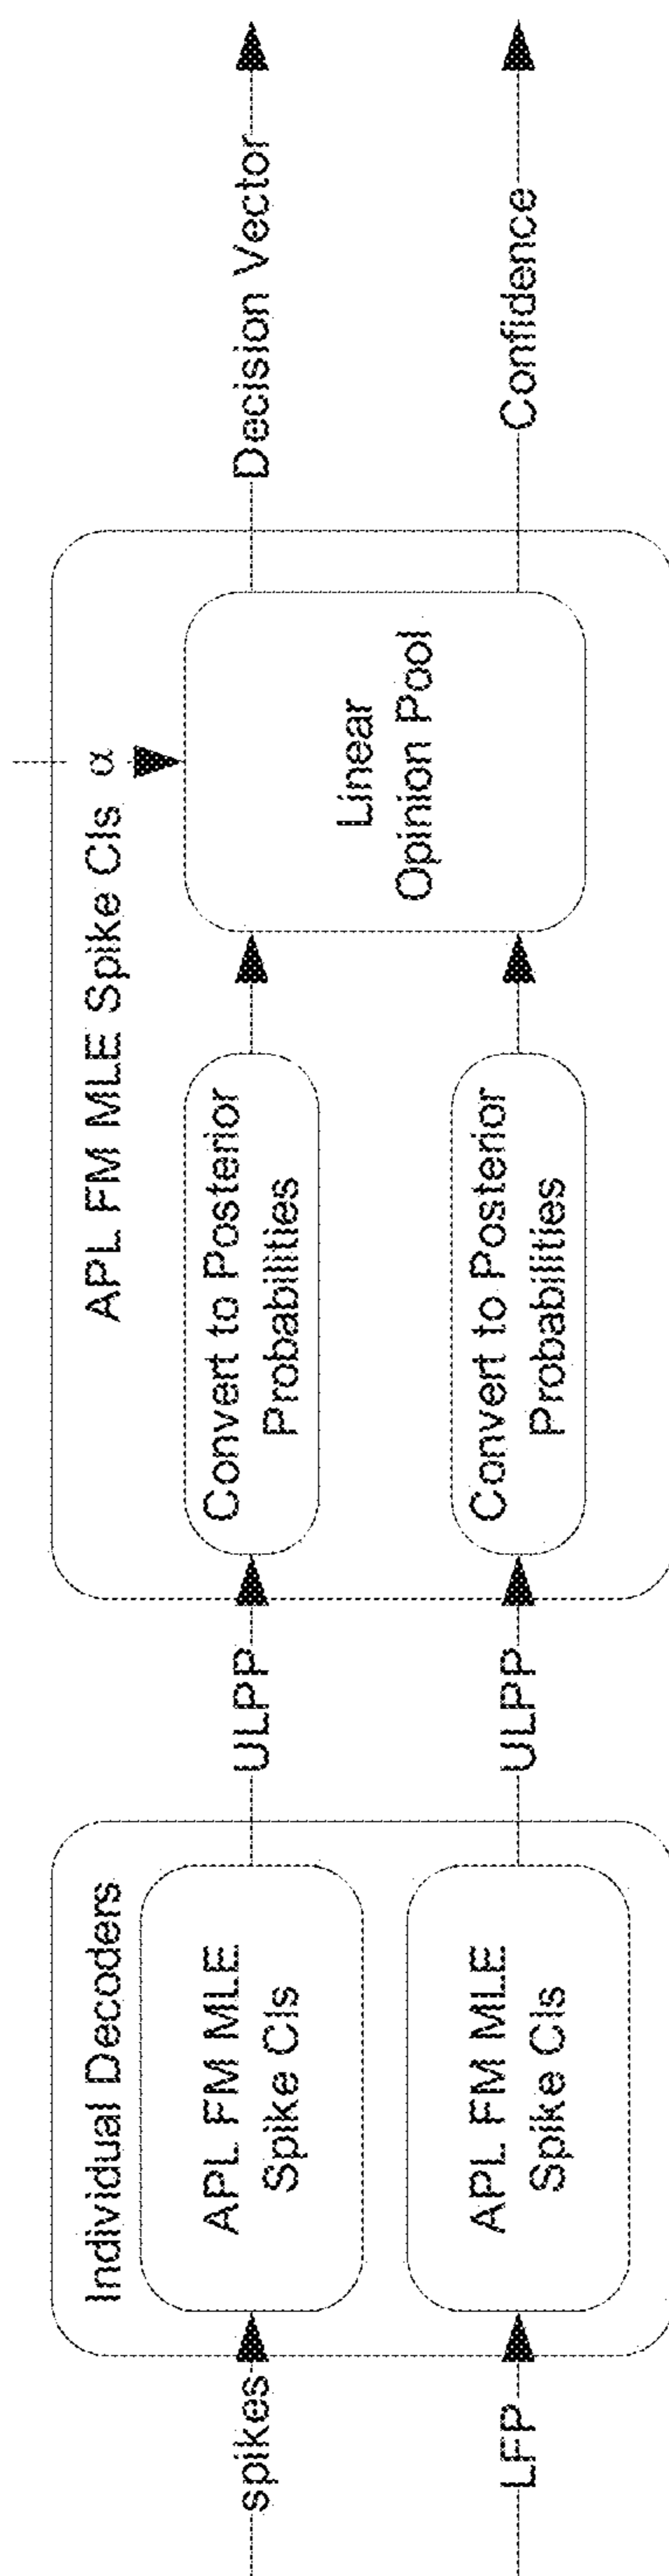 spikes
LFP
Individual Decoders
APL FM MLE
Spike Cls
APL FM MLE
Spike Cls
ULPP
ULPP
APL FM MLE Spike Cls α
Convert to Posterior
Probabilities
Convert to Posterior
Probabilities
Linear
Opinion Pool
Decision Vector
Confidence